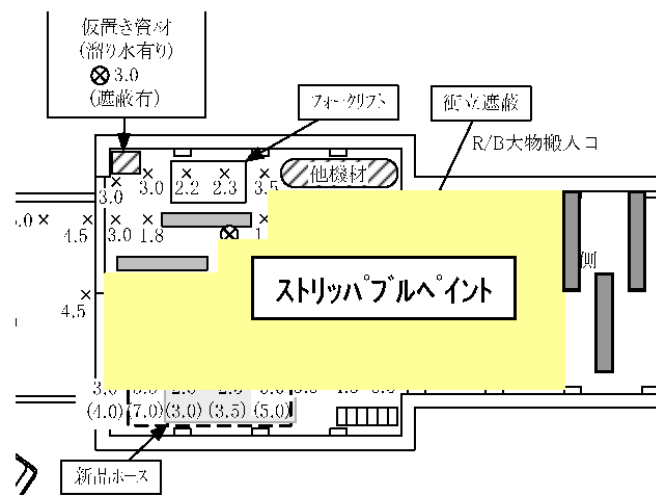 仮置き資材
(溜り水有り)
⊗3.0
(遮蔽有)
フォークリフト
衝立遮蔽
R/B大物搬入口
3.0 2.2 2.3 3.5
他機材
3.0
4.5 3.0 1.8
側
ストリッパブルペイント
4.5
(4.0) (7.0) (3.0) (3.5) (5.0)
新品ホース